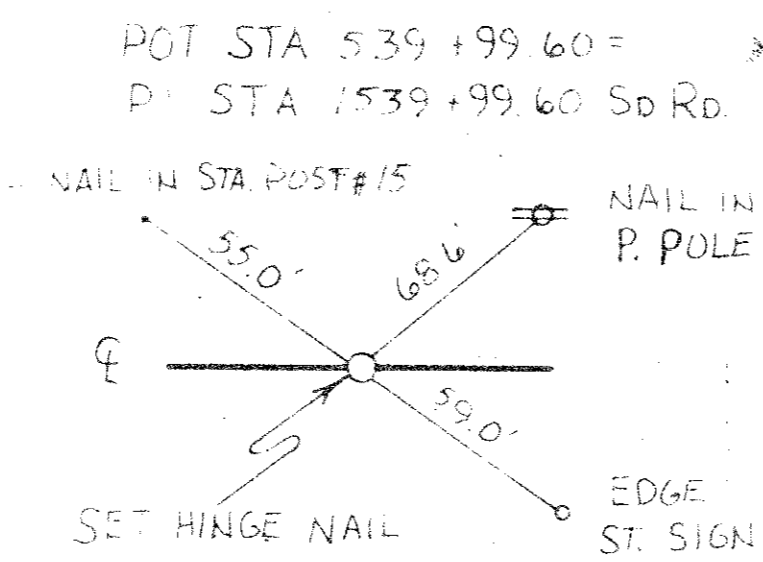 POT STA 539+99.60 =
P STA 1539+99.60 SD RD.
NAIL IN STA. POST #15
NAIL IN
P. POLE
55.0'
68.6'
℄
59.0'
SET HINGE NAIL
EDGE
ST. SIGN